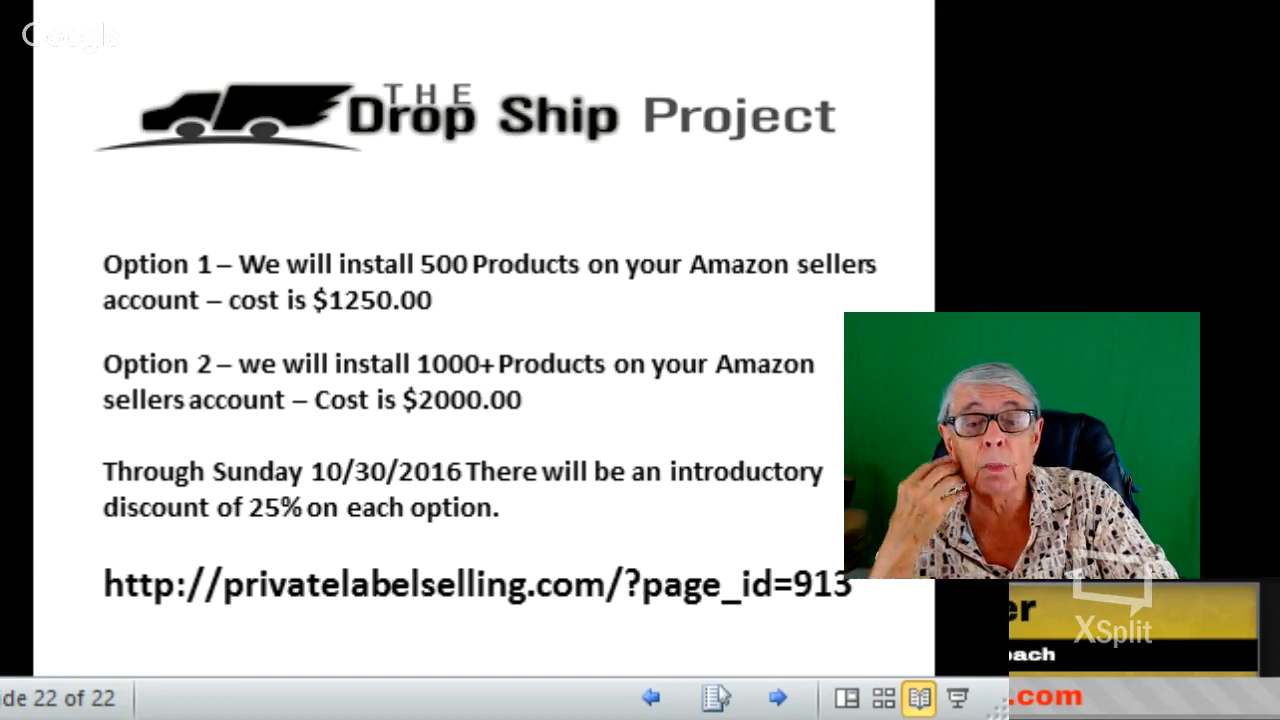 Google
THE
Drop Ship Project
Option 1 – We will install 500 Products on your Amazon sellers
account – cost is $1250.00
Option 2 – we will install 1000+ Products on your Amazon
sellers account – Cost is $2000.00
Through Sunday 10/30/2016 There will be an introductory
discount of 25% on each option.
http://privatelabelselling.com/?page_id=913
er
XSplit
oach
.com
de 22 of 22